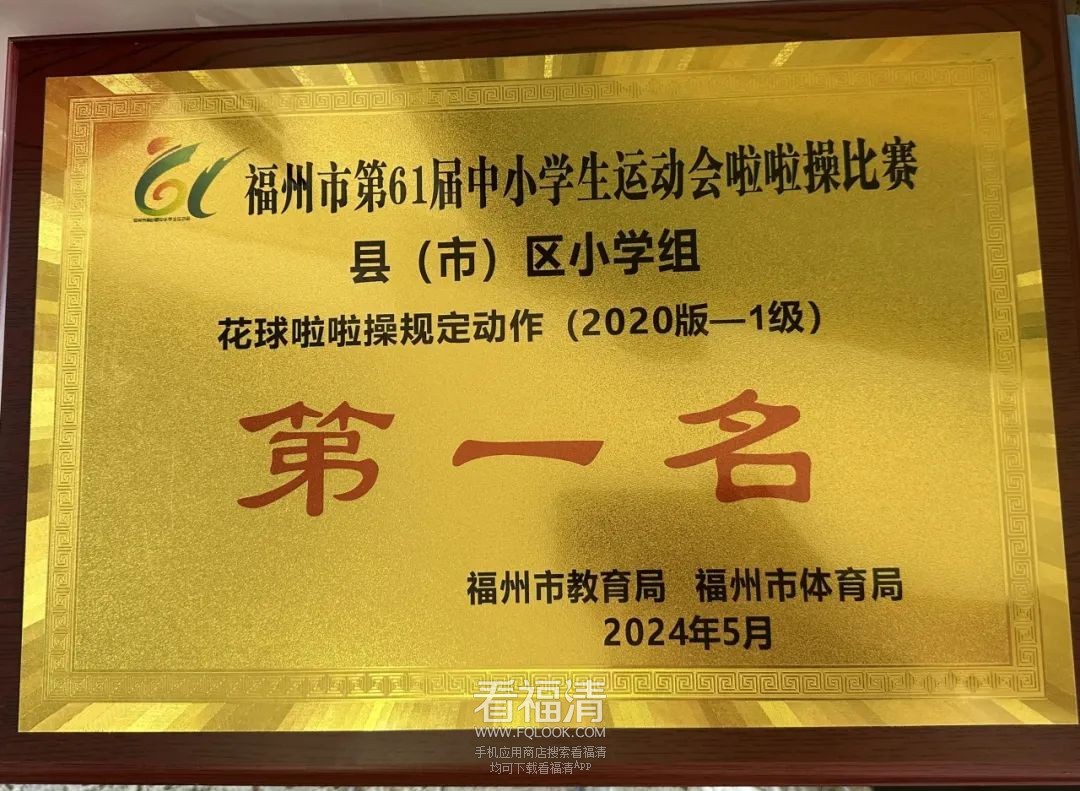 福州市第61届中小学生运动会啦啦操比赛
县（市）区小学组
花球啦啦操规定动作（2020版—1级）
第一名
福州市教育局 福州市体育局
2024年5月
看福清
WWW.FQLOOK.COM
手机应用商店搜索看福清
均可下载看福清App